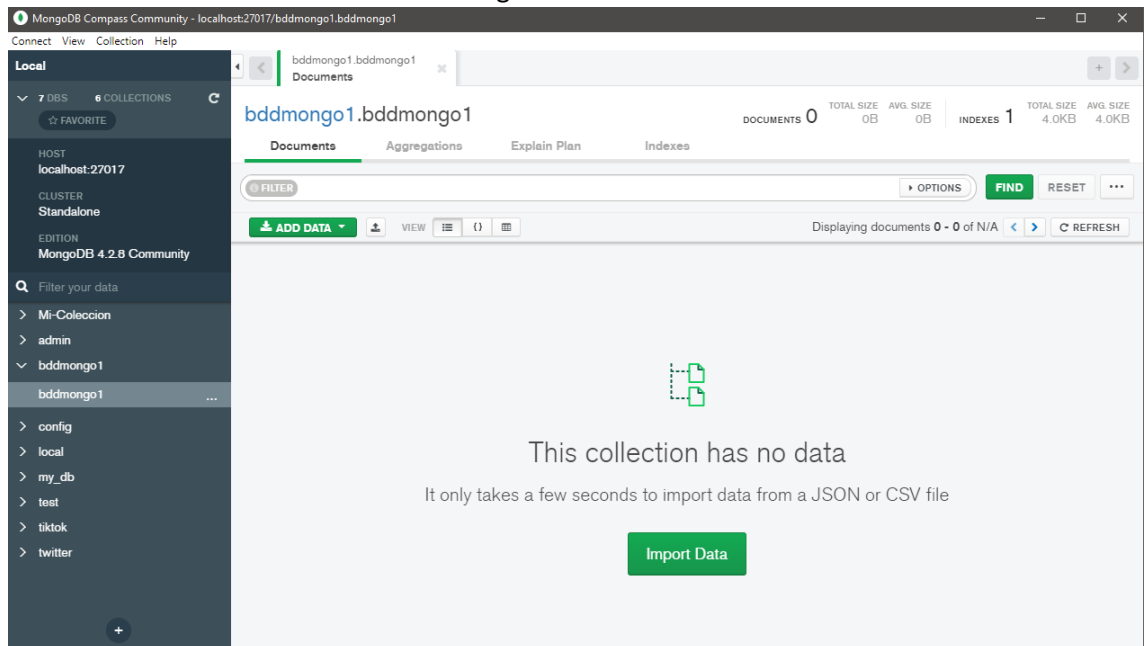 MongoDB Compass Community - localhost:27017/bddmongo1.bddmongo1
Connect View Collection Help
Local
7 DBS 6 COLLECTIONS
☆ FAVORITE
HOST
localhost:27017
CLUSTER
Standalone
EDITION
MongoDB 4.2.8 Community
Filter your data
Mi-Coleccion
admin
bddmongo1
bddmongo1 ...
config
local
my_db
test
tiktok
twitter
+
bddmongo1.bddmongo1
Documents
+
bddmongo1.bddmongo1
DOCUMENTS 0 TOTAL SIZE 0B AVG. SIZE 0B INDEXES 1 TOTAL SIZE 4.0KB AVG. SIZE 4.0KB
Documents Aggregations Explain Plan Indexes
FILTER OPTIONS FIND RESET ...
ADD DATA VIEW {} Displaying documents 0 - 0 of N/A < > REFRESH
This collection has no data
It only takes a few seconds to import data from a JSON or CSV file
Import Data